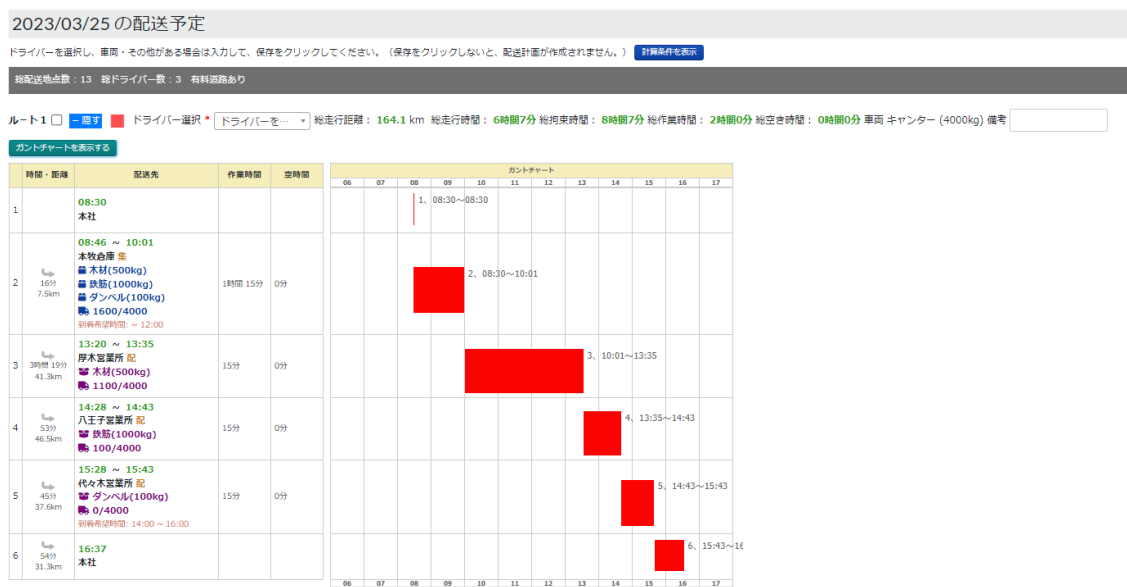 2023/03/25 の配送予定
ドライバーを選択し、車両・その他がある場合は入力して、保存をクリックしてください。（保存をクリックしないと、配送計画が作成されません。） 計算条件を表示
総配送地点数：13 総ドライバー数：3 有料道路あり
ルート1 －隠す ドライバー選択 * ドライバーを… 総走行距離： 164.1 km 総走行時間： 6時間7分 総拘束時間： 8時間7分 総作業時間： 2時間0分 総空き時間： 0時間0分 車両 キャンター (4000kg) 備考
ガントチャートを表示する
時間・距離 配送先 作業時間 空時間 ガントチャート
06 07 08 09 10 11 12 13 14 15 16 17
1 08:30 1、08:30～08:30
本社
08:46 ～ 10:01
本牧倉庫 集
木材(500kg) 2、08:30～10:01
2 16分 鉄筋(1000kg) 1時間 15分 0分
7.5km ダンベル(100kg)
1600/4000
到着希望時間: ～ 12:00
13:20 ～ 13:35
厚木営業所 配 3、10:01～13:35
3 3時間 19分 木材(500kg) 15分 0分
41.3km 1100/4000
14:28 ～ 14:43
八王子営業所 配 4、13:35～14:43
4 53分 鉄筋(1000kg) 15分 0分
46.5km 100/4000
15:28 ～ 15:43
代々木営業所 配 5、14:43～15:43
5 45分 ダンベル(100kg) 15分 0分
37.6km 0/4000
到着希望時間: 14:00 ～ 16:00
6 54分 16:37 6、15:43～16
31.3km 本社
06 07 08 09 10 11 12 13 14 15 16 17